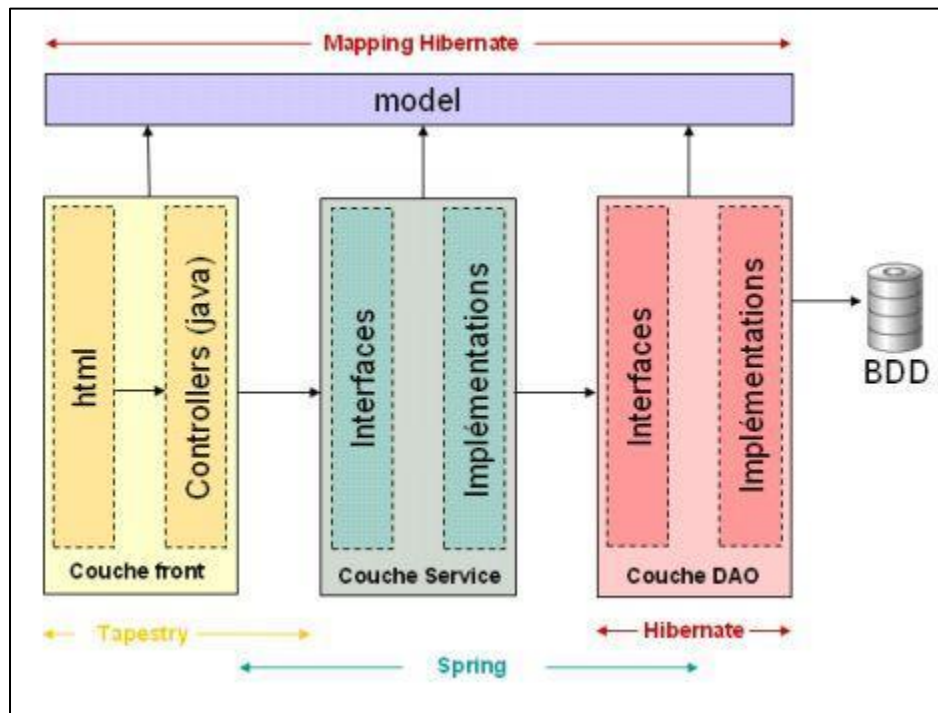 Mapping Hibernate
model
html
Controllers (java)
Couche front
Interfaces
Implémentations
Couche Service
Interfaces
Implémentations
Couche DAO
BDD
Tapestry
Hibernate
Spring